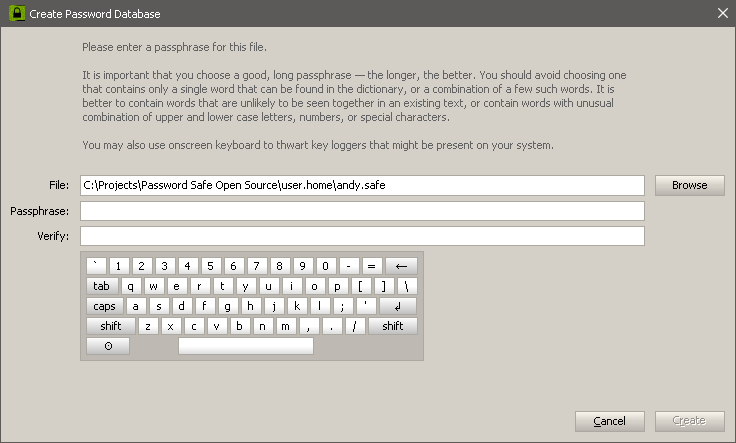 Create Password Database
Please enter a passphrase for this file.
It is important that you choose a good, long passphrase — the longer, the better. You should avoid choosing one
that contains only a single word that can be found in the dictionary, or a combination of a few such words. It is
better to contain words that are unlikely to be seen together in an existing text, or contain words with unusual
combination of upper and lower case letters, numbers, or special characters.
You may also use onscreen keyboard to thwart key loggers that might be present on your system.
File: C:\Projects\Password Safe Open Source\user.home\andy.safe Browse
Passphrase:
Verify:
` 1 2 3 4 5 6 7 8 9 0 - = ←
tab q w e r t y u i o p [ ] \
caps a s d f g h j k l ; ' ↲
shift z x c v b n m , . / shift
⊙
Cancel Create